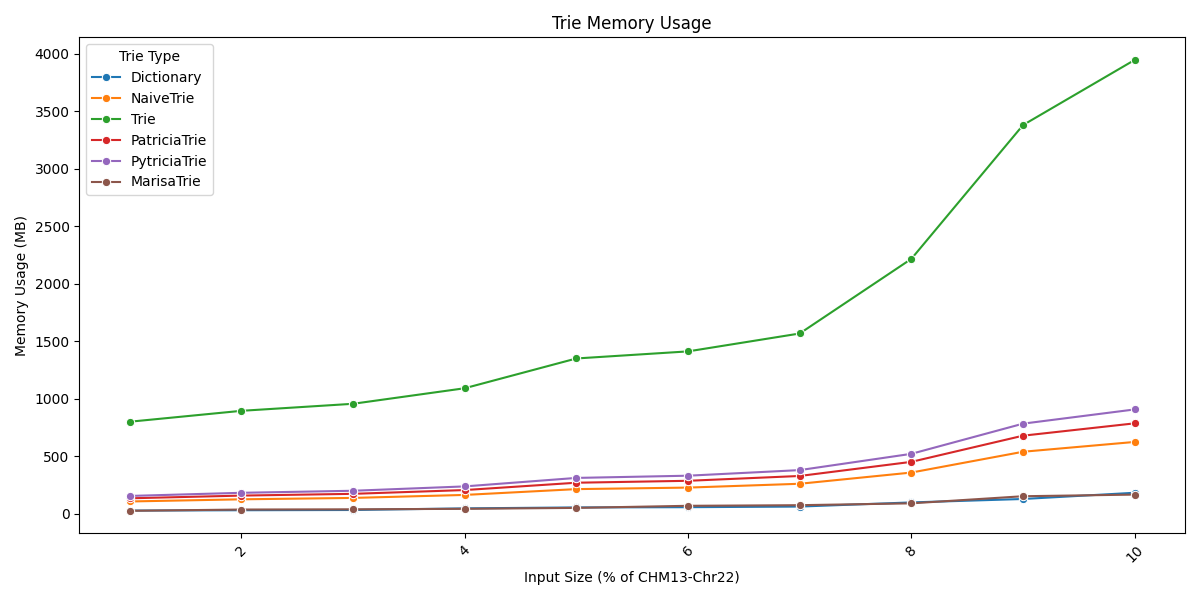 Trie Memory Usage
Trie Type
Dictionary
NaiveTrie
Trie
PatriciaTrie
PytriciaTrie
MarisaTrie
Memory Usage (MB)
4000
3500
3000
2500
2000
1500
1000
500
0
2
4
6
8
10
Input Size (% of CHM13-Chr22)